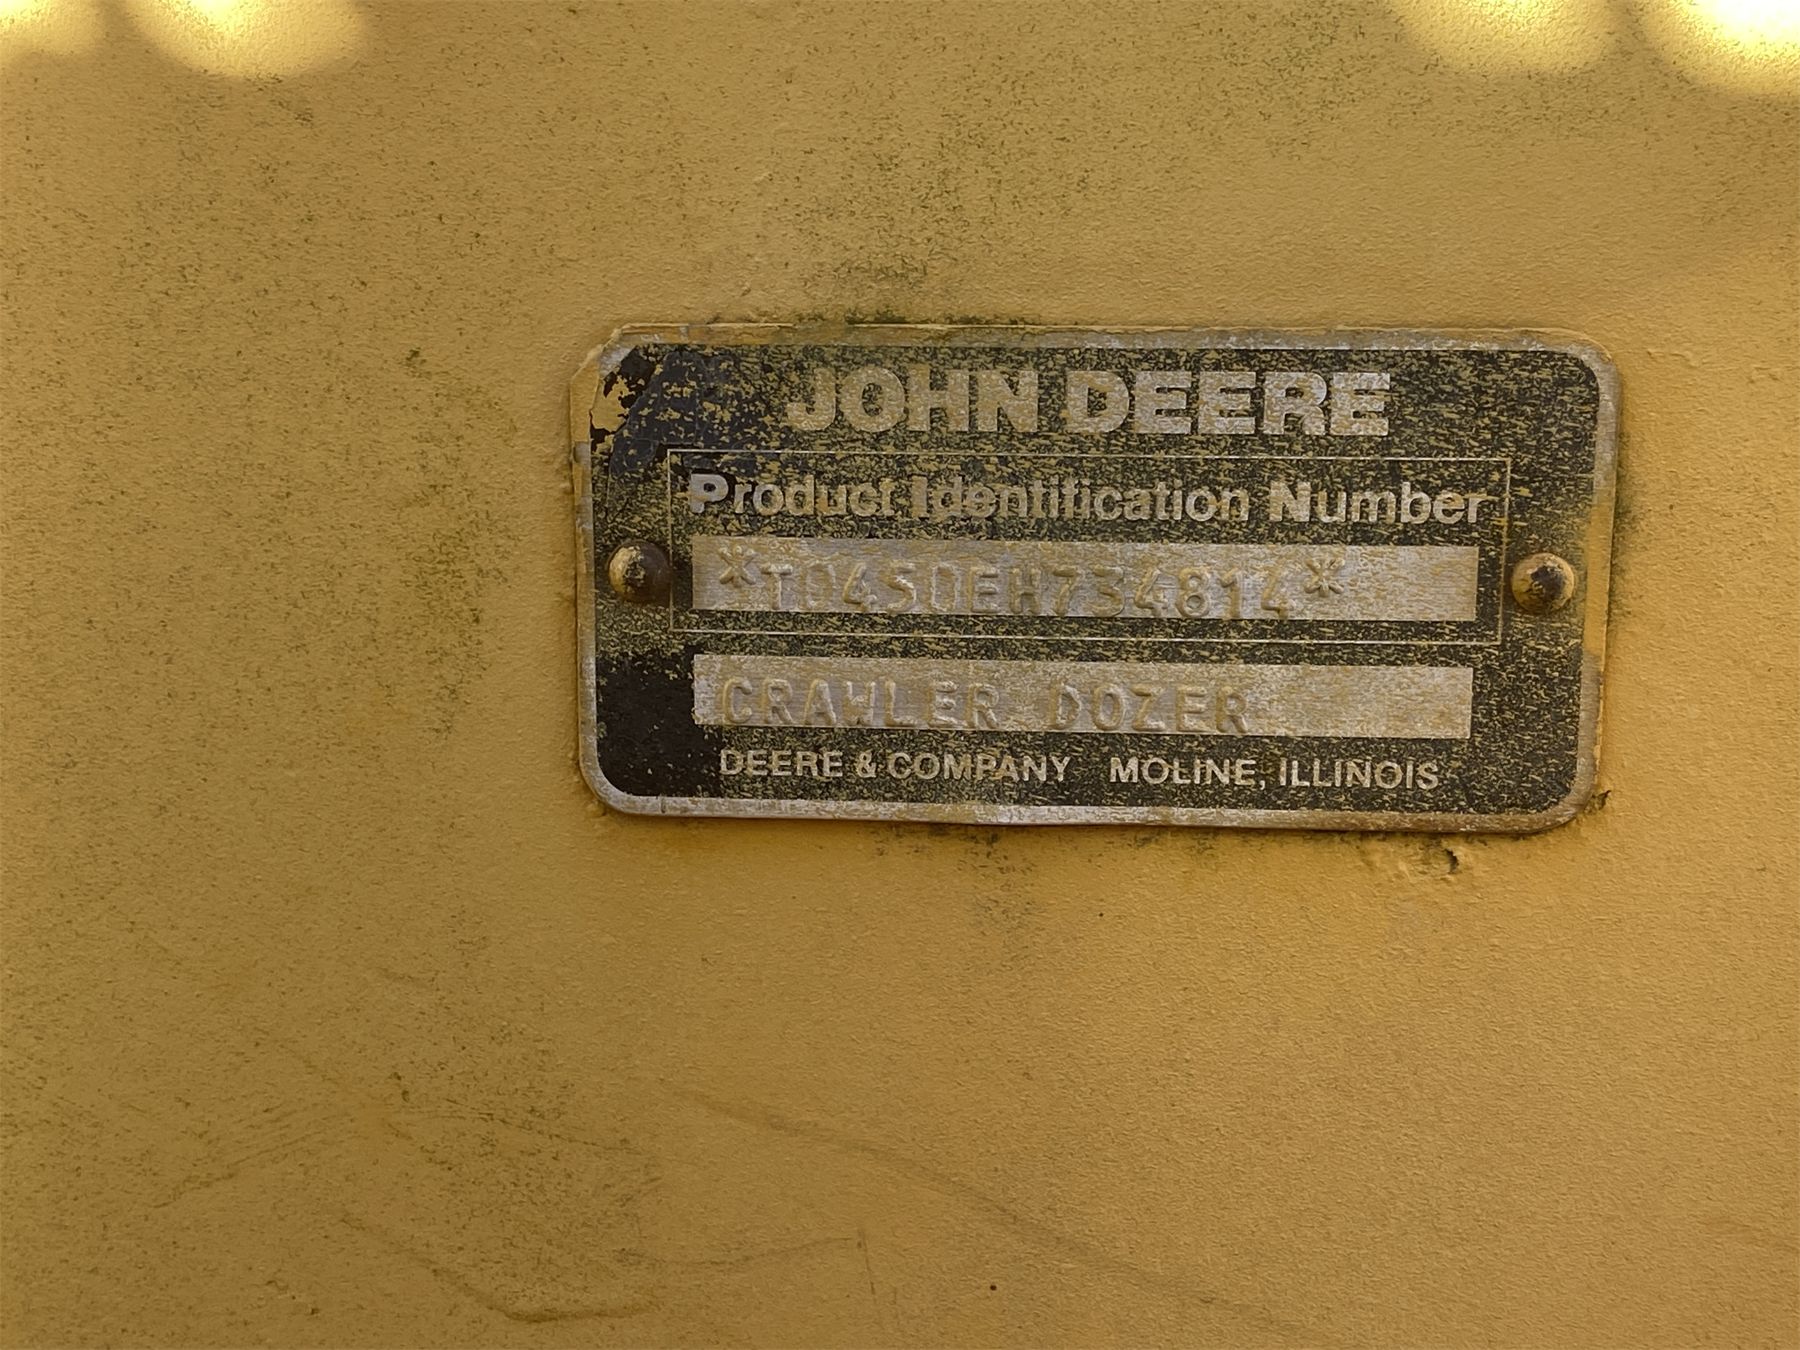 JOHN DEERE
Product Identification Number
*T0450EH734814*
CRAWLER DOZER
DEERE & COMPANY MOLINE, ILLINOIS